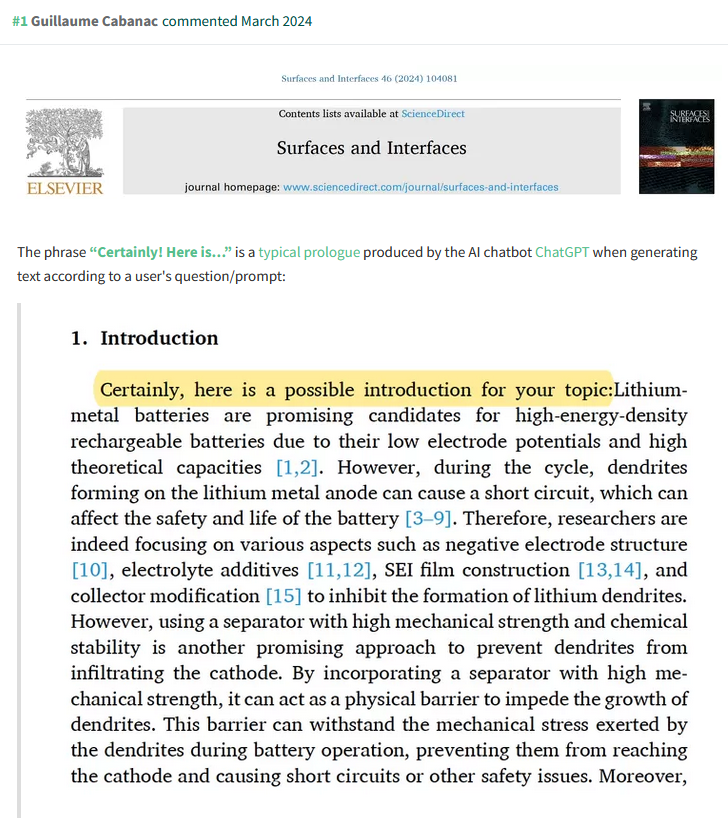 #1 Guillaume Cabanac commented March 2024
Surfaces and Interfaces 46 (2024) 104081
Contents lists available at ScienceDirect
Surfaces and Interfaces
journal homepage: www.sciencedirect.com/journal/surfaces-and-interfaces
ELSEVIER
SURFACES AND
INTERFACES
The phrase “Certainly! Here is…” is a typical prologue produced by the AI chatbot ChatGPT when generating
text according to a user's question/prompt:
1. Introduction
Certainly, here is a possible introduction for your topic:Lithium-
metal batteries are promising candidates for high-energy-density
rechargeable batteries due to their low electrode potentials and high
theoretical capacities [1,2]. However, during the cycle, dendrites
forming on the lithium metal anode can cause a short circuit, which can
affect the safety and life of the battery [3–9]. Therefore, researchers are
indeed focusing on various aspects such as negative electrode structure
[10], electrolyte additives [11,12], SEI film construction [13,14], and
collector modification [15] to inhibit the formation of lithium dendrites.
However, using a separator with high mechanical strength and chemical
stability is another promising approach to prevent dendrites from
infiltrating the cathode. By incorporating a separator with high me-
chanical strength, it can act as a physical barrier to impede the growth of
dendrites. This barrier can withstand the mechanical stress exerted by
the dendrites during battery operation, preventing them from reaching
the cathode and causing short circuits or other safety issues. Moreover,